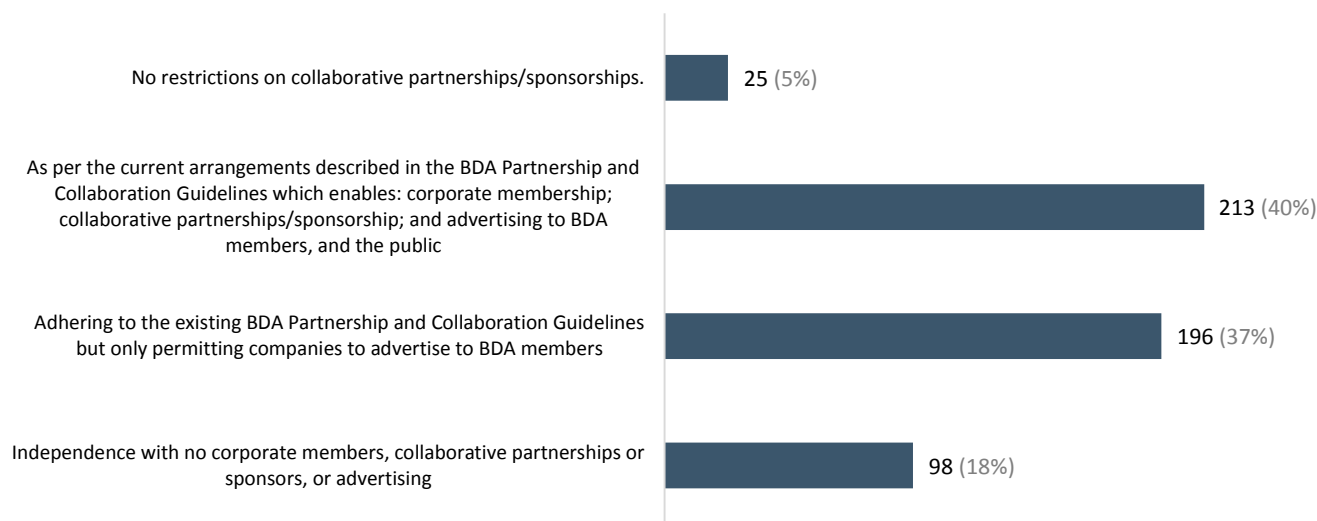 No restrictions on collaborative partnerships/sponsorships.
25 (5%)
As per the current arrangements described in the BDA Partnership and
Collaboration Guidelines which enables: corporate membership;
collaborative partnerships/sponsorship; and advertising to BDA
members, and the public
213 (40%)
Adhering to the existing BDA Partnership and Collaboration Guidelines
but only permitting companies to advertise to BDA members
196 (37%)
Independence with no corporate members, collaborative partnerships or
sponsors, or advertising
98 (18%)